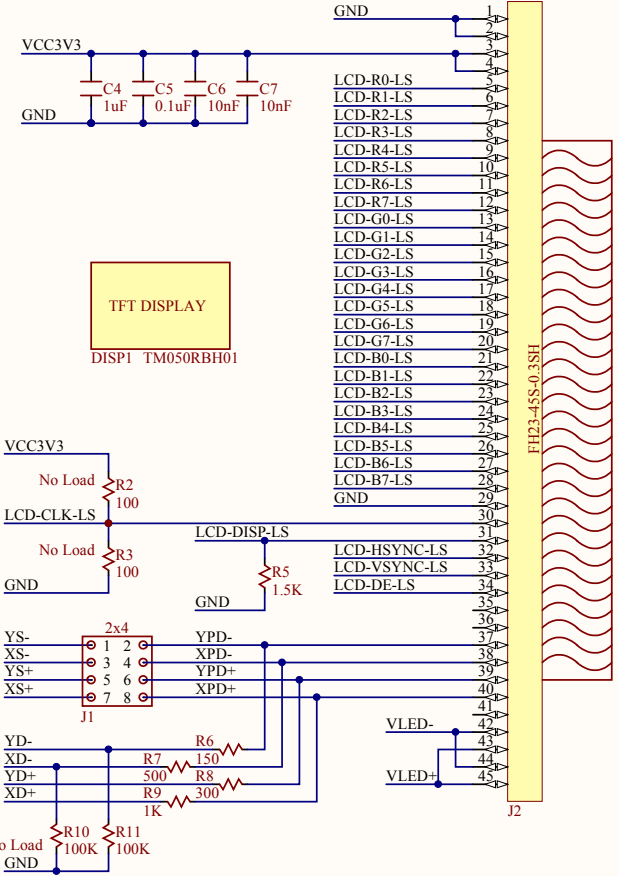 GND
1
2
VCC3V3
3
4
C4
1uF
C5
0.1uF
C6
10nF
C7
10nF
GND
LCD-R0-LS 5
LCD-R1-LS 6
LCD-R2-LS 7
LCD-R3-LS 8
LCD-R4-LS 9
LCD-R5-LS 10
LCD-R6-LS 11
LCD-R7-LS 12
LCD-G0-LS 13
LCD-G1-LS 14
LCD-G2-LS 15
LCD-G3-LS 16
LCD-G4-LS 17
LCD-G5-LS 18
LCD-G6-LS 19
LCD-G7-LS 20
LCD-B0-LS 21
LCD-B1-LS 22
LCD-B2-LS 23
LCD-B3-LS 24
LCD-B4-LS 25
LCD-B5-LS 26
LCD-B6-LS 27
LCD-B7-LS 28
GND 29
30
31
LCD-HSYNC-LS 32
LCD-VSYNC-LS 33
LCD-DE-LS 34
35
36
37
38
39
40
41
VLED- 42
43
44
VLED+ 45
FH23-45S-0.3SH
J2
TFT DISPLAY
DISP1 TM050RBH01
VCC3V3
No Load
R2
100
LCD-CLK-LS
No Load
R3
100
GND
LCD-DISP-LS
R5
1.5K
GND
2x4
YS- 1 2 YPD-
XS- 3 4 XPD-
YS+ 5 6 YPD+
XS+ 7 8 XPD+
J1
YD- R6
150
XD- R7
500
YD+ R8
300
XD+ R9
1K
R10
100K
R11
100K
Load
GND